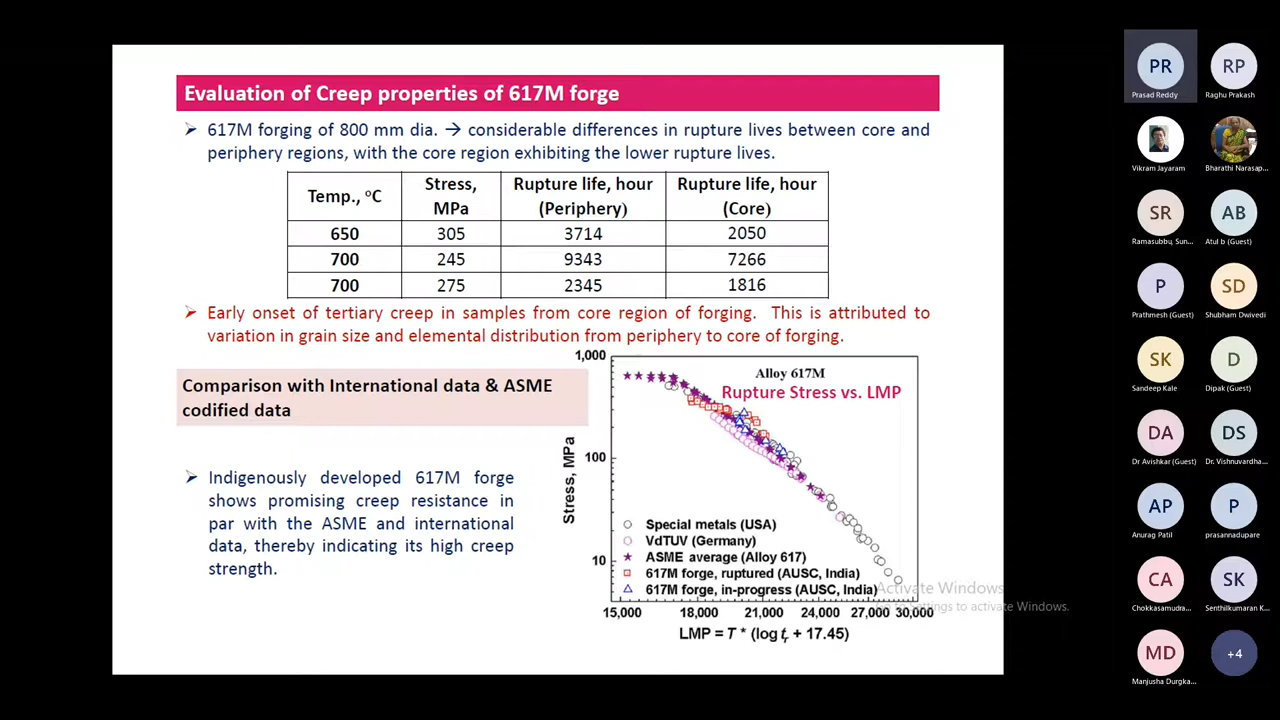 Evaluation of Creep properties of 617M forge
➢ 617M forging of 800 mm dia. → considerable differences in rupture lives between core and
periphery regions, with the core region exhibiting the lower rupture lives.
Temp., °C Stress, MPa Rupture life, hour (Periphery) Rupture life, hour (Core)
650 305 3714 2050
700 245 9343 7266
700 275 2345 1816
➢ Early onset of tertiary creep in samples from core region of forging. This is attributed to
variation in grain size and elemental distribution from periphery to core of forging.
Comparison with International data & ASME
codified data
➢ Indigenously developed 617M forge
shows promising creep resistance in
par with the ASME and international
data, thereby indicating its high creep
strength.
Alloy 617M
Rupture Stress vs. LMP
Stress, MPa
1,000
100
10
Special metals (USA)
VdTUV (Germany)
ASME average (Alloy 617)
617M forge, ruptured (AUSC, India)
617M forge, in-progress (AUSC, India)
15,000 18,000 21,000 24,000 27,000 30,000
LMP = T * (log tr + 17.45)
Activate Windows
Go to Settings to activate Windows.
PR RP
Prasad Reddy Raghu Prakash
Vikram Jayaram Bharathi Narasap...
SR AB
Ramasubbu, Sun... Atul b (Guest)
P SD
Prathmesh (Guest) Shubham Dwivedi
SK D
Sandeep Kale Dipak (Guest)
DA DS
Dr Avishkar (Guest) Dr. Vishnuvardha...
AP P
Anurag Patil prasannadupare
CA SK
Chokkasamudra... Senthilkumaran K...
MD +4
Manjusha Durgka...